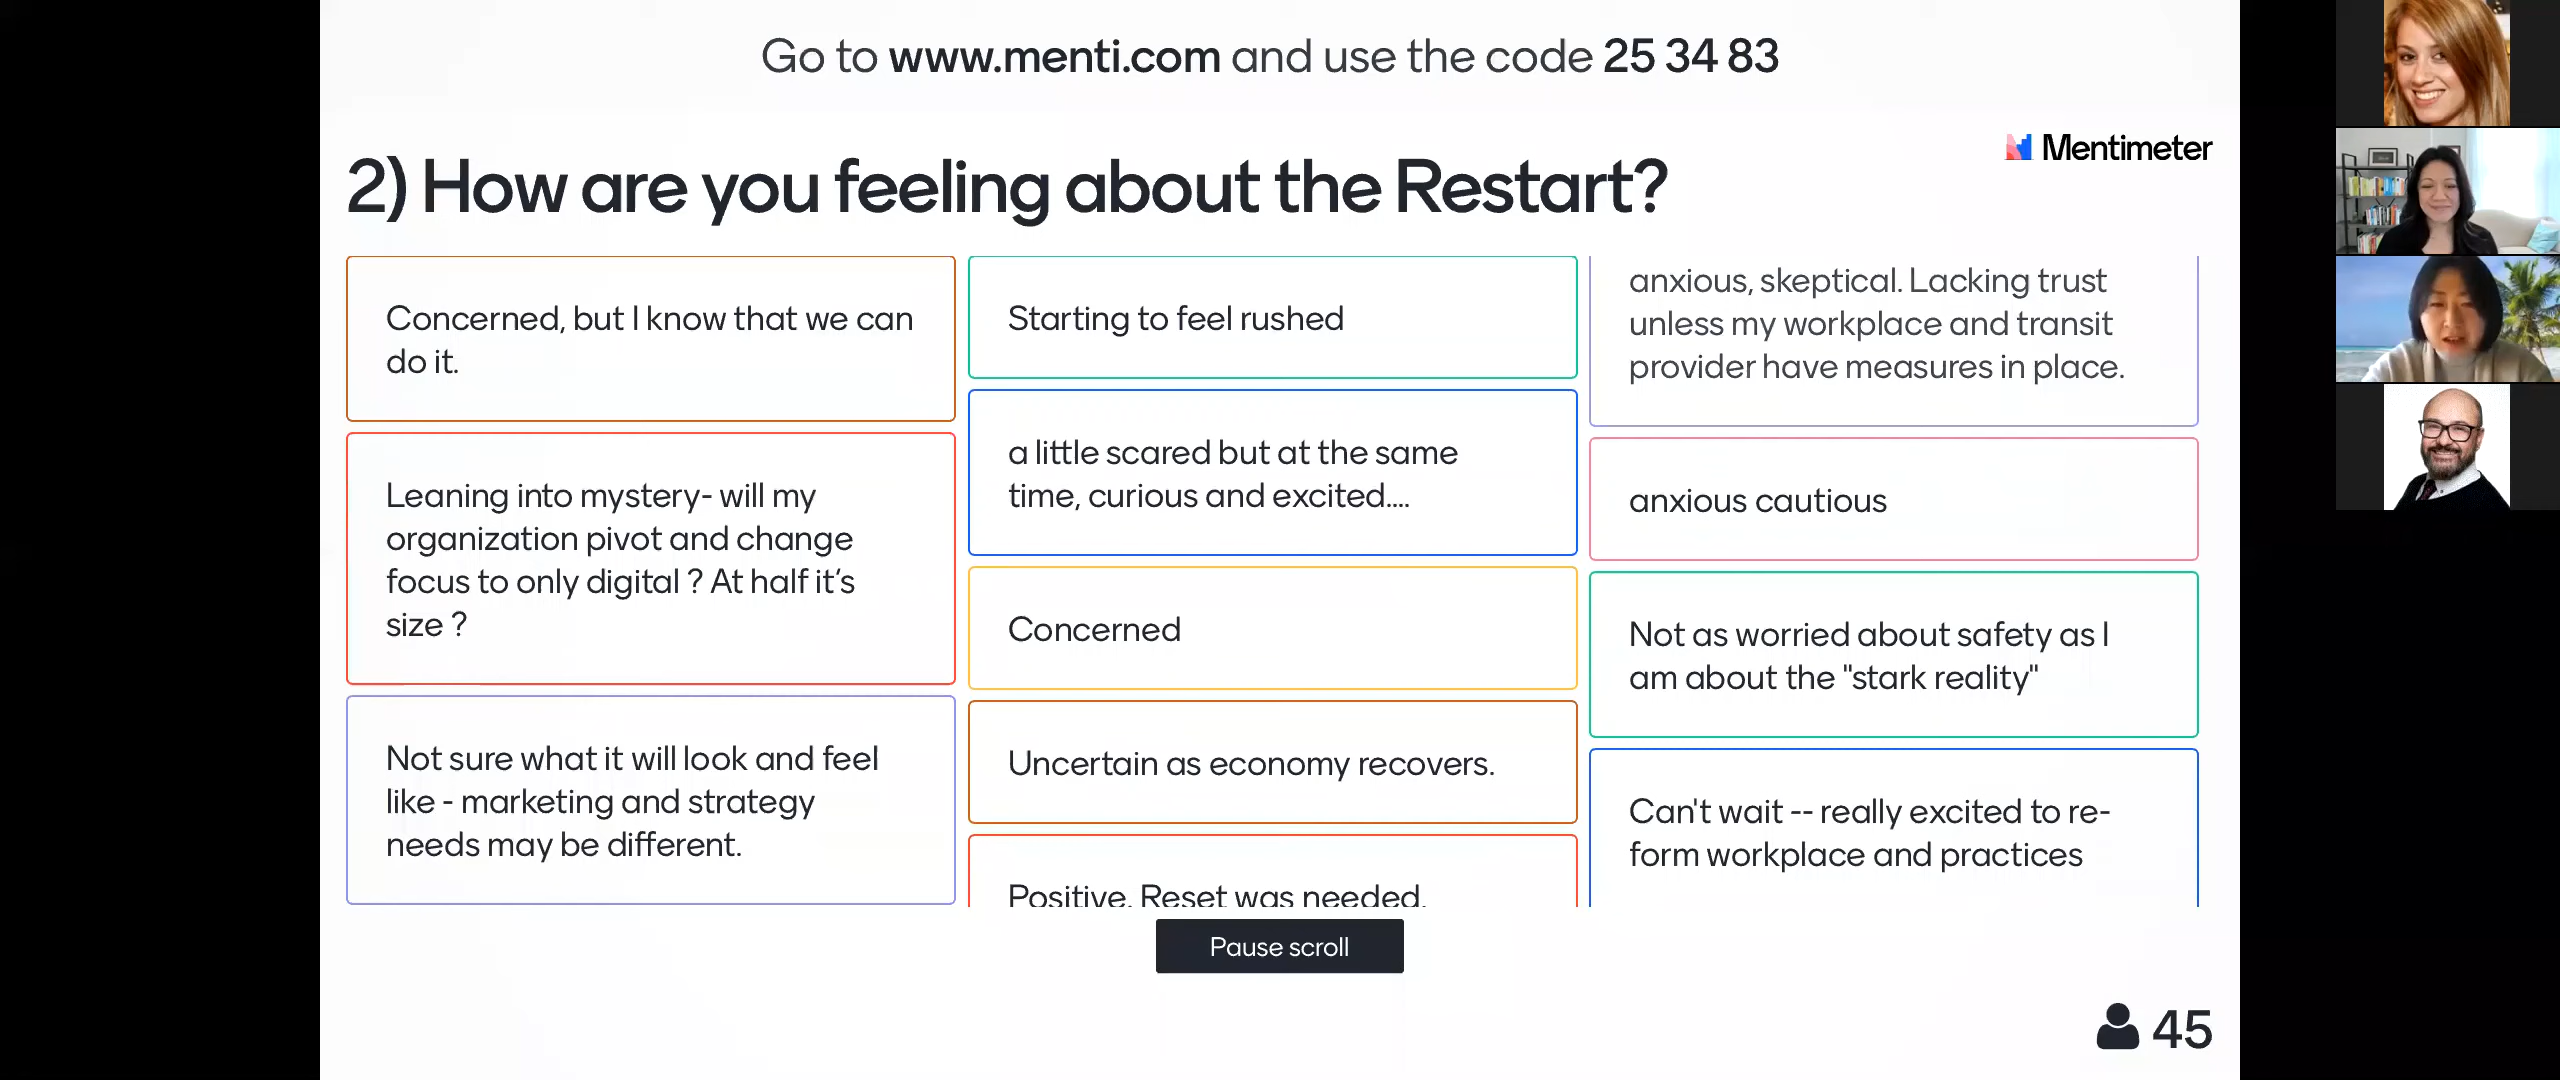 Go to www.menti.com and use the code 25 34 83
Mentimeter
2) How are you feeling about the Restart?
Concerned, but I know that we can
do it.
Leaning into mystery- will my
organization pivot and change
focus to only digital ? At half it's
size ?
Not sure what it will look and feel
like - marketing and strategy
needs may be different.
Starting to feel rushed
a little scared but at the same
time, curious and excited....
Concerned
Uncertain as economy recovers.
Positive. Reset was needed.
anxious, skeptical. Lacking trust
unless my workplace and transit
provider have measures in place.
anxious cautious
Not as worried about safety as I
am about the "stark reality"
Can't wait -- really excited to re-
form workplace and practices
Pause scroll
45